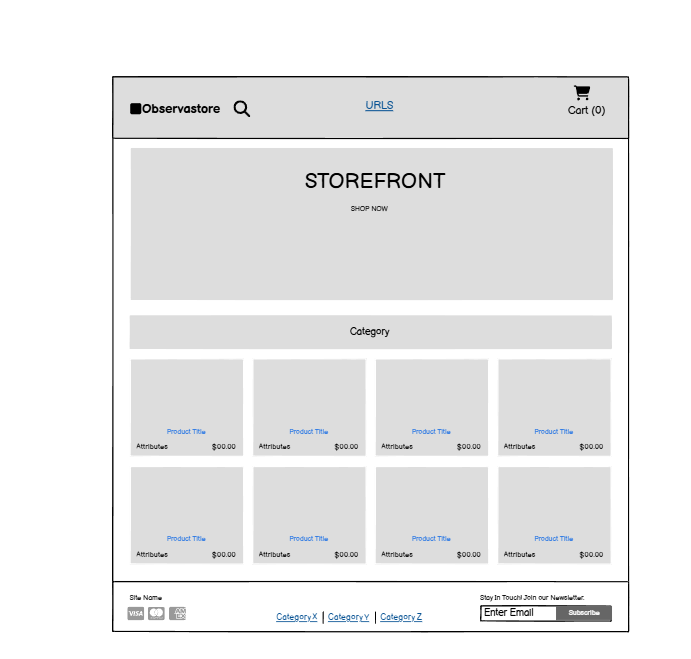 Observastore
URLS
Cart (0)
STOREFRONT
SHOP NOW
Category
Product Title
Product Title
Product Title
Product Title
Attributes $00.00
Attributes $00.00
Attributes $00.00
Attributes $00.00
Product Title
Product Title
Product Title
Product Title
Attributes $00.00
Attributes $00.00
Attributes $00.00
Attributes $00.00
Site Name
Stay In Touch! Join our Newsletter.
VISA
AM
EX
Enter Email Subscribe
Category X | Category Y | Category Z